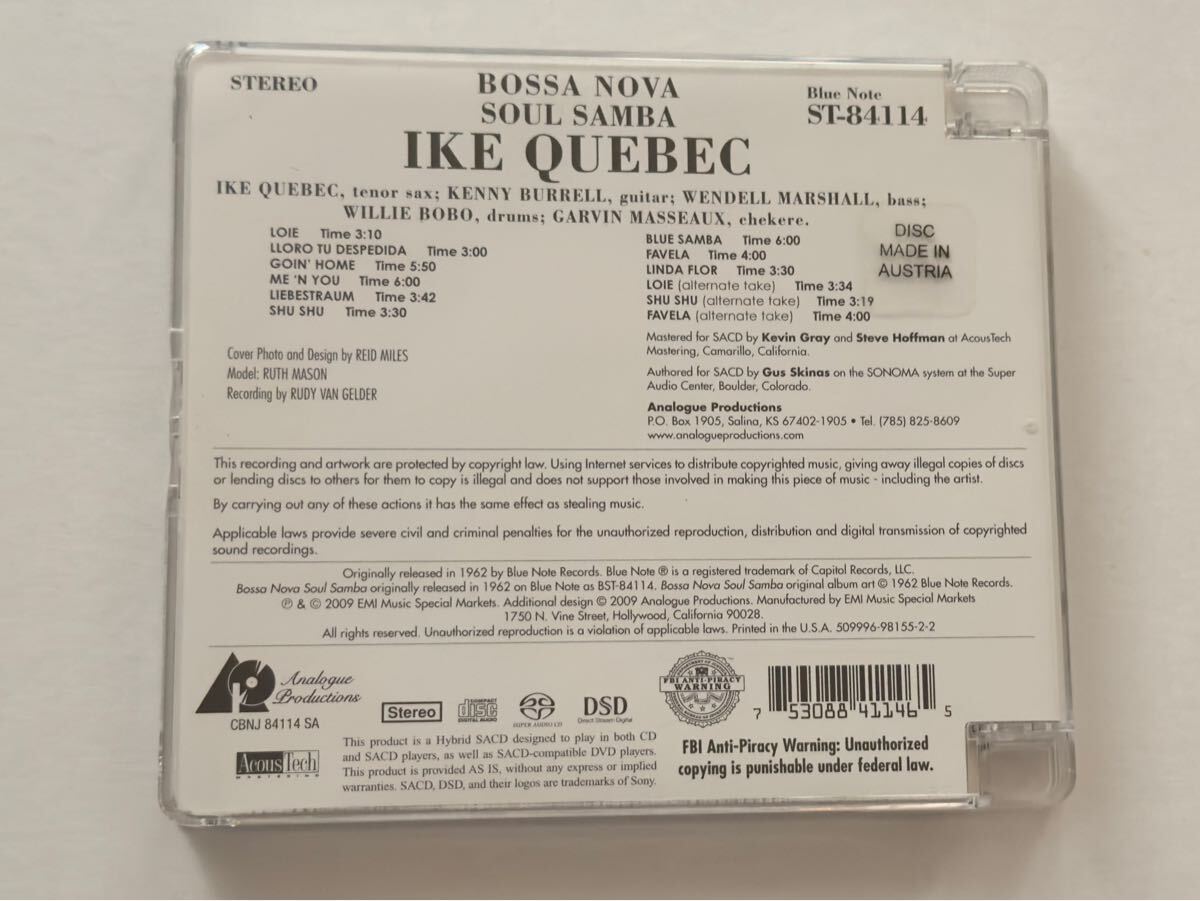 STEREO
BOSSA NOVA
SOUL SAMBA
IKE QUEBEC
Blue Note
ST-84114
IKE QUEBEC, tenor sax; KENNY BURRELL, guitar; WENDELL MARSHALL, bass;
WILLIE BOBO, drums; GARVIN MASSEAUX, chekere.
LOIE Time 3:10
LLORO TU DESPEDIDA Time 3:00
GOIN' HOME Time 5:50
ME 'N YOU Time 6:00
LIEBESTRAUM Time 3:42
SHU SHU Time 3:30
BLUE SAMBA Time 6:00
FAVELA Time 4:00
LINDA FLOR Time 3:30
LOIE (alternate take) Time 3:34
SHU SHU (alternate take) Time 3:19
FAVELA (alternate take) Time 4:00
DISC
MADE IN
AUSTRIA
Cover Photo and Design by REID MILES
Model: RUTH MASON
Recording by RUDY VAN GELDER
Mastered for SACD by Kevin Gray and Steve Hoffman at AcousTech
Mastering, Camarillo, California.
Authored for SACD by Gus Skinas on the SONOMA system at the Super
Audio Center, Boulder, Colorado.
Analogue Productions
P.O. Box 1905, Salina, KS 67402-1905 • Tel. (785) 825-8609
www.analogueproductions.com
This recording and artwork are protected by copyright law. Using Internet services to distribute copyrighted music, giving away illegal copies of discs
or lending discs to others for them to copy is illegal and does not support those involved in making this piece of music - including the artist.
By carrying out any of these actions it has the same effect as stealing music.
Applicable laws provide severe civil and criminal penalties for the unauthorized reproduction, distribution and digital transmission of copyrighted
sound recordings.
Originally released in 1962 by Blue Note Records. Blue Note ® is a registered trademark of Capitol Records, LLC.
Bossa Nova Soul Samba originally released in 1962 on Blue Note as BST-84114. Bossa Nova Soul Samba original album art © 1962 Blue Note Records.
℗ & © 2009 EMI Music Special Markets. Additional design © 2009 Analogue Productions. Manufactured by EMI Music Special Markets
1750 N. Vine Street, Hollywood, California 90028.
All rights reserved. Unauthorized reproduction is a violation of applicable laws. Printed in the U.S.A. 509996-98155-2-2
Analogue
Productions
CBNJ 84114 SA
AcousTech
MASTERING
Stereo
COMPACT
disc
DIGITAL AUDIO
SUPER AUDIO CD
DSD
Direct Stream Digital
This product is a Hybrid SACD designed to play in both CD
and SACD players, as well as SACD-compatible DVD players.
This product is provided AS IS, without any express or implied
warranties. SACD, DSD, and their logos are trademarks of Sony.
FBI ANTI-PIRACY
WARNING
7 53088 41146 5
FBI Anti-Piracy Warning: Unauthorized
copying is punishable under federal law.